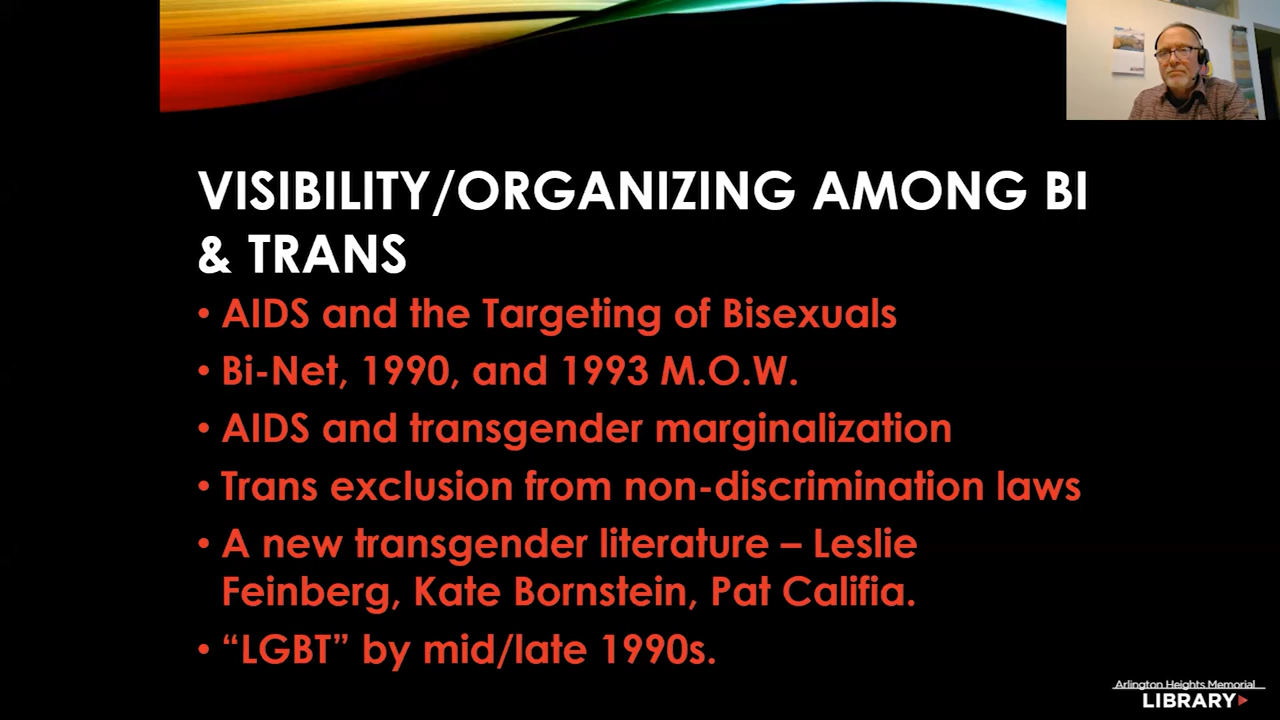 VISIBILITY/ORGANIZING AMONG BI
& TRANS
• AIDS and the Targeting of Bisexuals
• Bi-Net, 1990, and 1993 M.O.W.
• AIDS and transgender marginalization
• Trans exclusion from non-discrimination laws
• A new transgender literature – Leslie
Feinberg, Kate Bornstein, Pat Califia.
• “LGBT” by mid/late 1990s.
Arlington Heights Memorial
LIBRARY